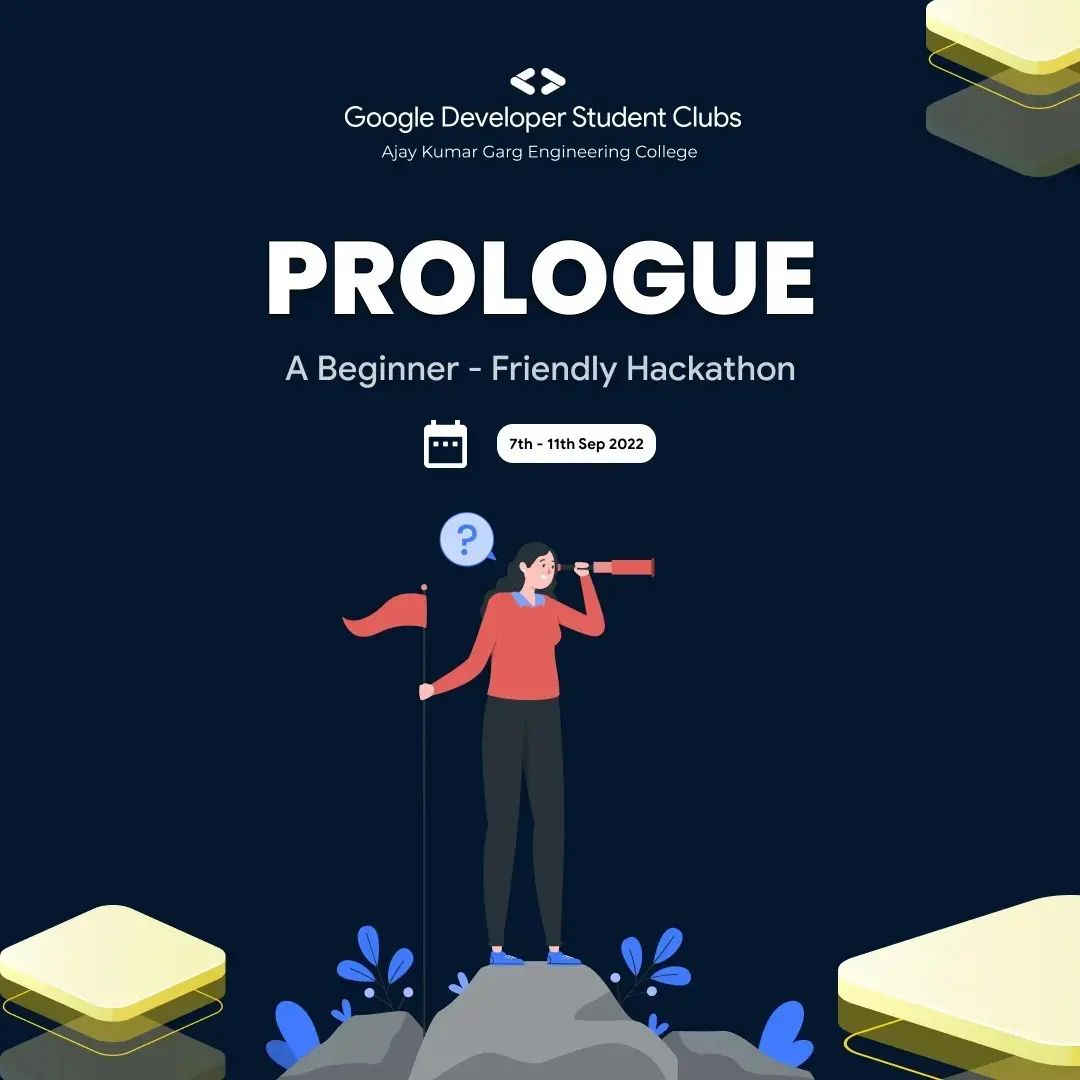 Google Developer Student Clubs
Ajay Kumar Garg Engineering College
PROLOGUE
A Beginner - Friendly Hackathon
7th - 11th Sep 2022
?